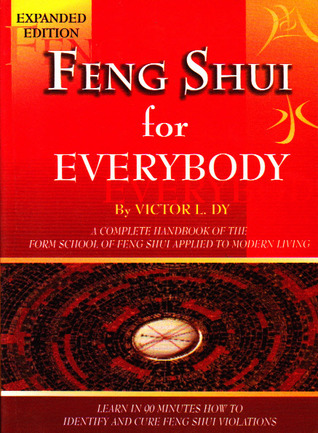 EXPANDED
EDITION
FENG SHUI
for
EVERYBODY
By VICTOR L. DY
A COMPLETE HANDBOOK OF THE
FORM SCHOOL OF FENG SHUI APPLIED TO MODERN LIVING
LEARN IN 90 MINUTES HOW TO
IDENTIFY AND CURE FENG SHUI VIOLATIONS